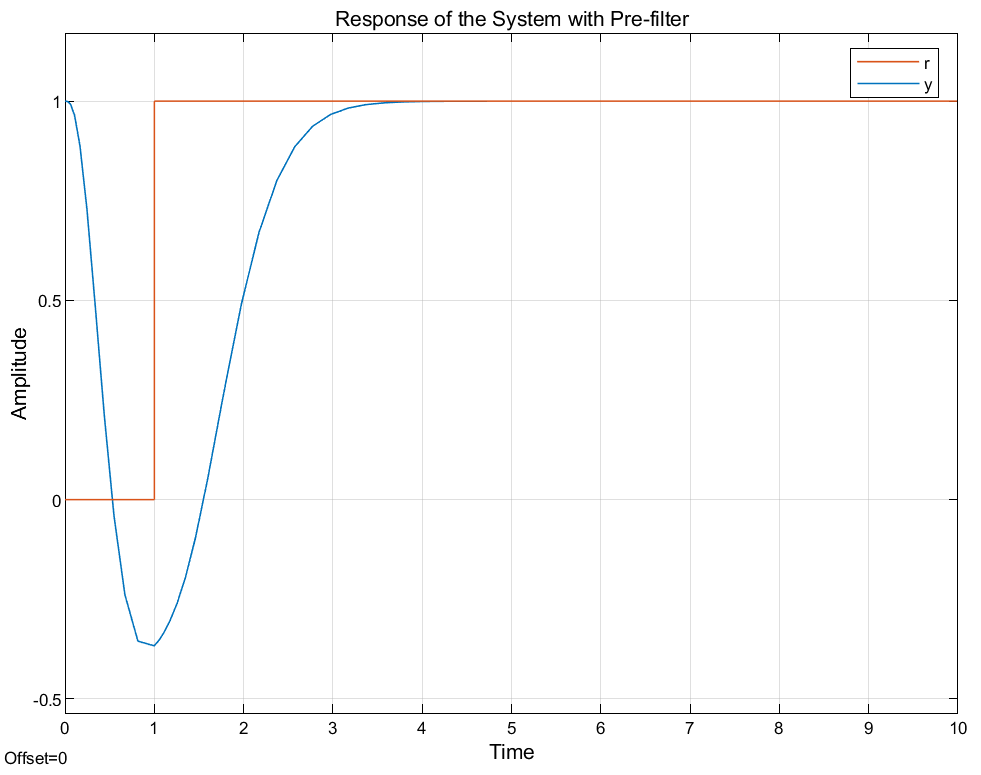 Response of the System with Pre-filter
r
y
1
0.5
0
-0.5
Amplitude
0 1 2 3 4 5 6 7 8 9 10
Time
Offset=0